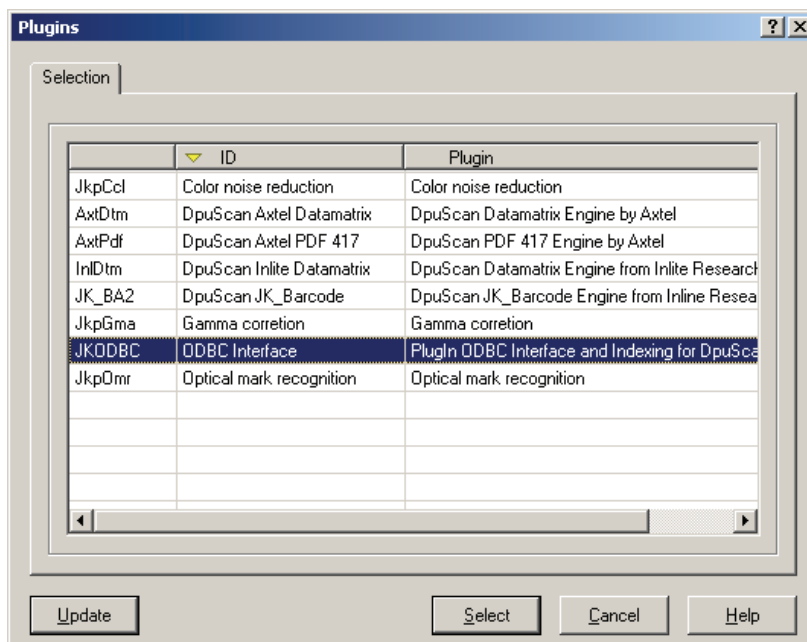 Plugins
Selection
ID Plugin
JkpCcl Color noise reduction Color noise reduction
AxtDtm DpuScan Axtel Datamatrix DpuScan Datamatrix Engine by Axtel
AxtPdf DpuScan Axtel PDF 417 DpuScan PDF 417 Engine by Axtel
InlDtm DpuScan Inlite Datamatrix DpuScan Datamatrix Engine from Inlite Research
JK_BA2 DpuScan JK_Barcode DpuScan JK_Barcode Engine from Inline Resea
JkpGma Gamma corretion Gamma corretion
JKODBC ODBC Interface PlugIn ODBC Interface and Indexing for DpuSca
JkpOmr Optical mark recognition Optical mark recognition
Update Select Cancel Help